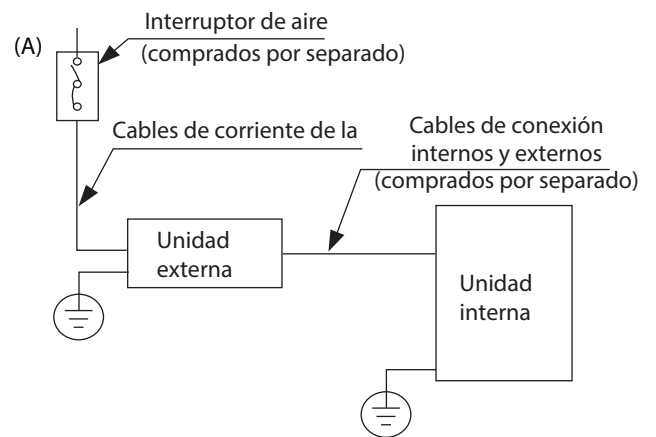 (A)
Interruptor de aire
(comprados por separado)
Cables de corriente de la
Cables de conexión
internos y externos
(comprados por separado)
Unidad
externa
Unidad
interna